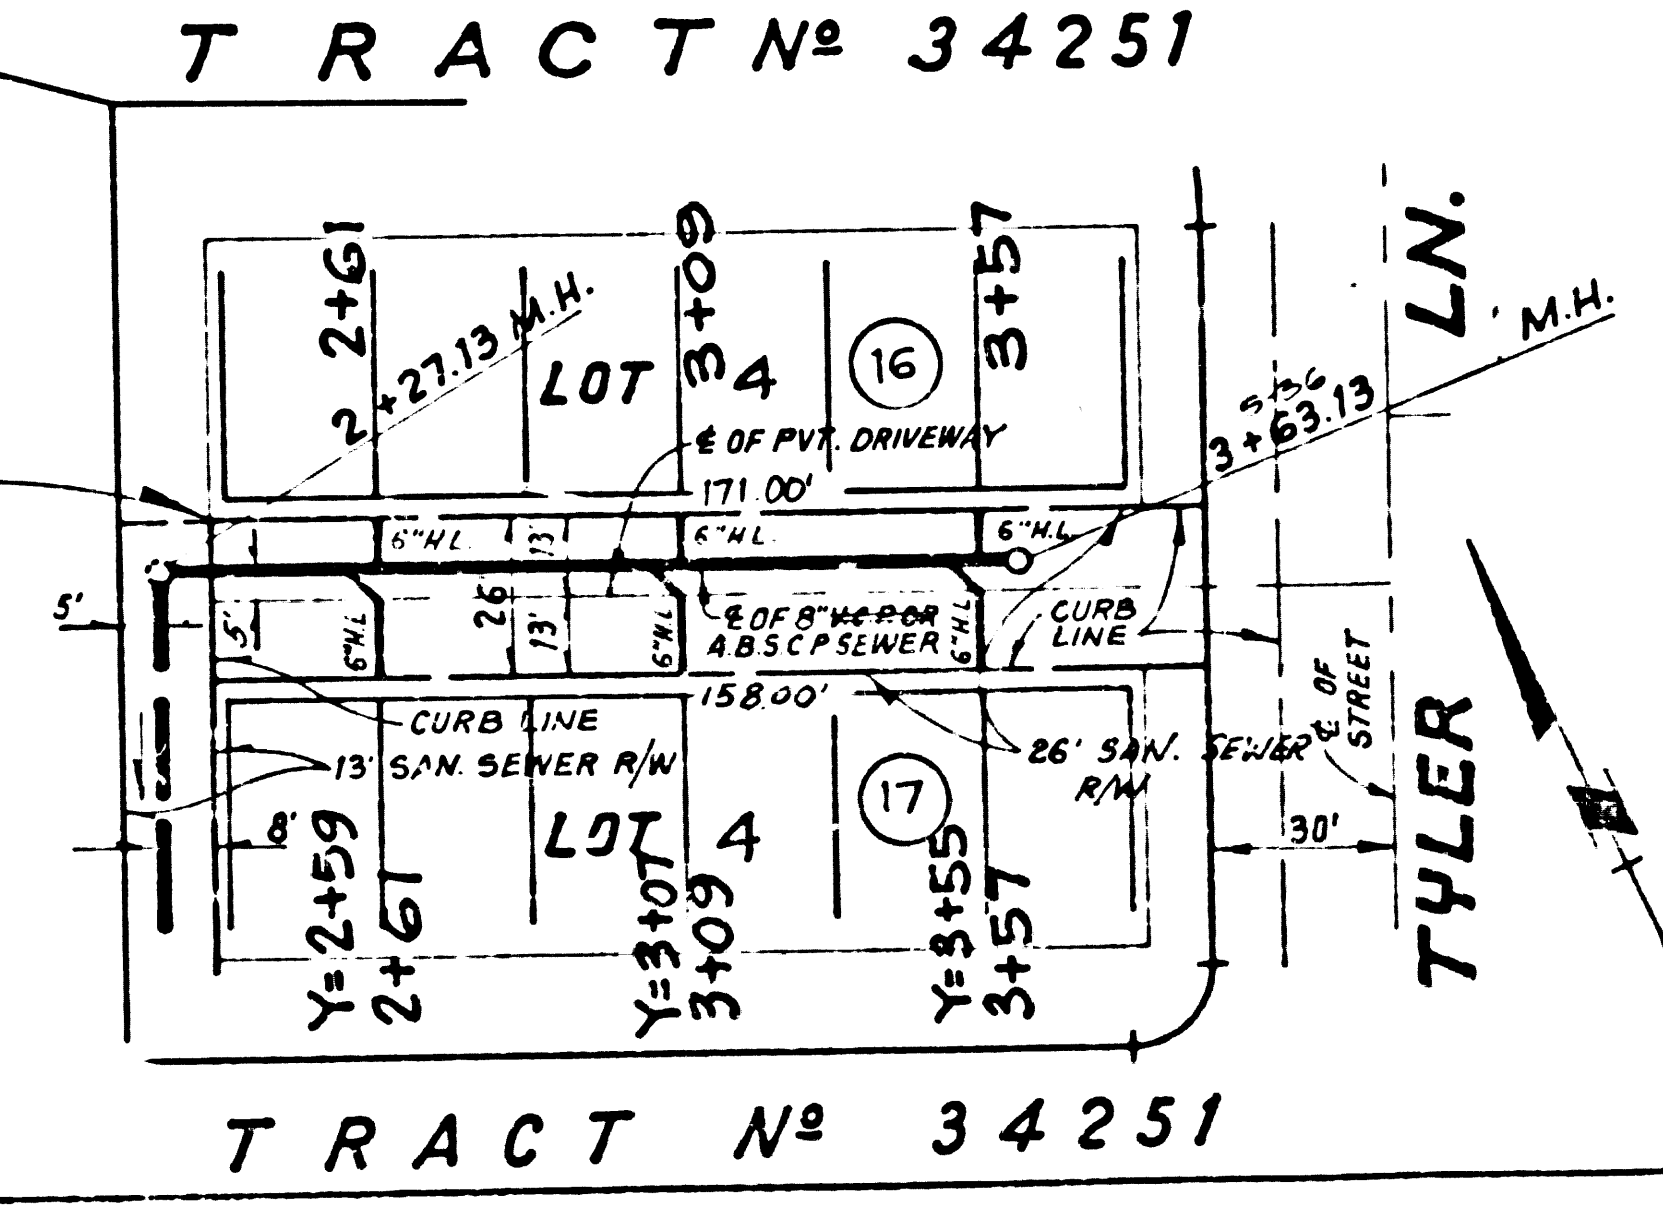 TRACT Nº 34251
LN.
2+61
3+09
3+57
2+27.13 M.H.
M.H.
LOT 4
16
S 136
3+63.13
℄ OF PVT. DRIVEWAY
171.00'
6"H.L.
13'
6"H.L.
6"H.L.
5'
5'
26
13'
6"H.L
6"H.L
6"H.L
℄ OF 8" V.C.P. OR
A.B.S.C.P SEWER
CURB
LINE
158.00'
℄ OF
STREET
CURB LINE
13' SAN. SEWER R/W
26' SAN. SEWER
R/W
17
LOT 4
8'
30'
TYLER
Y=2+59
2+61
Y=3+07
3+09
Y=3+55
3+57
TRACT Nº 34251